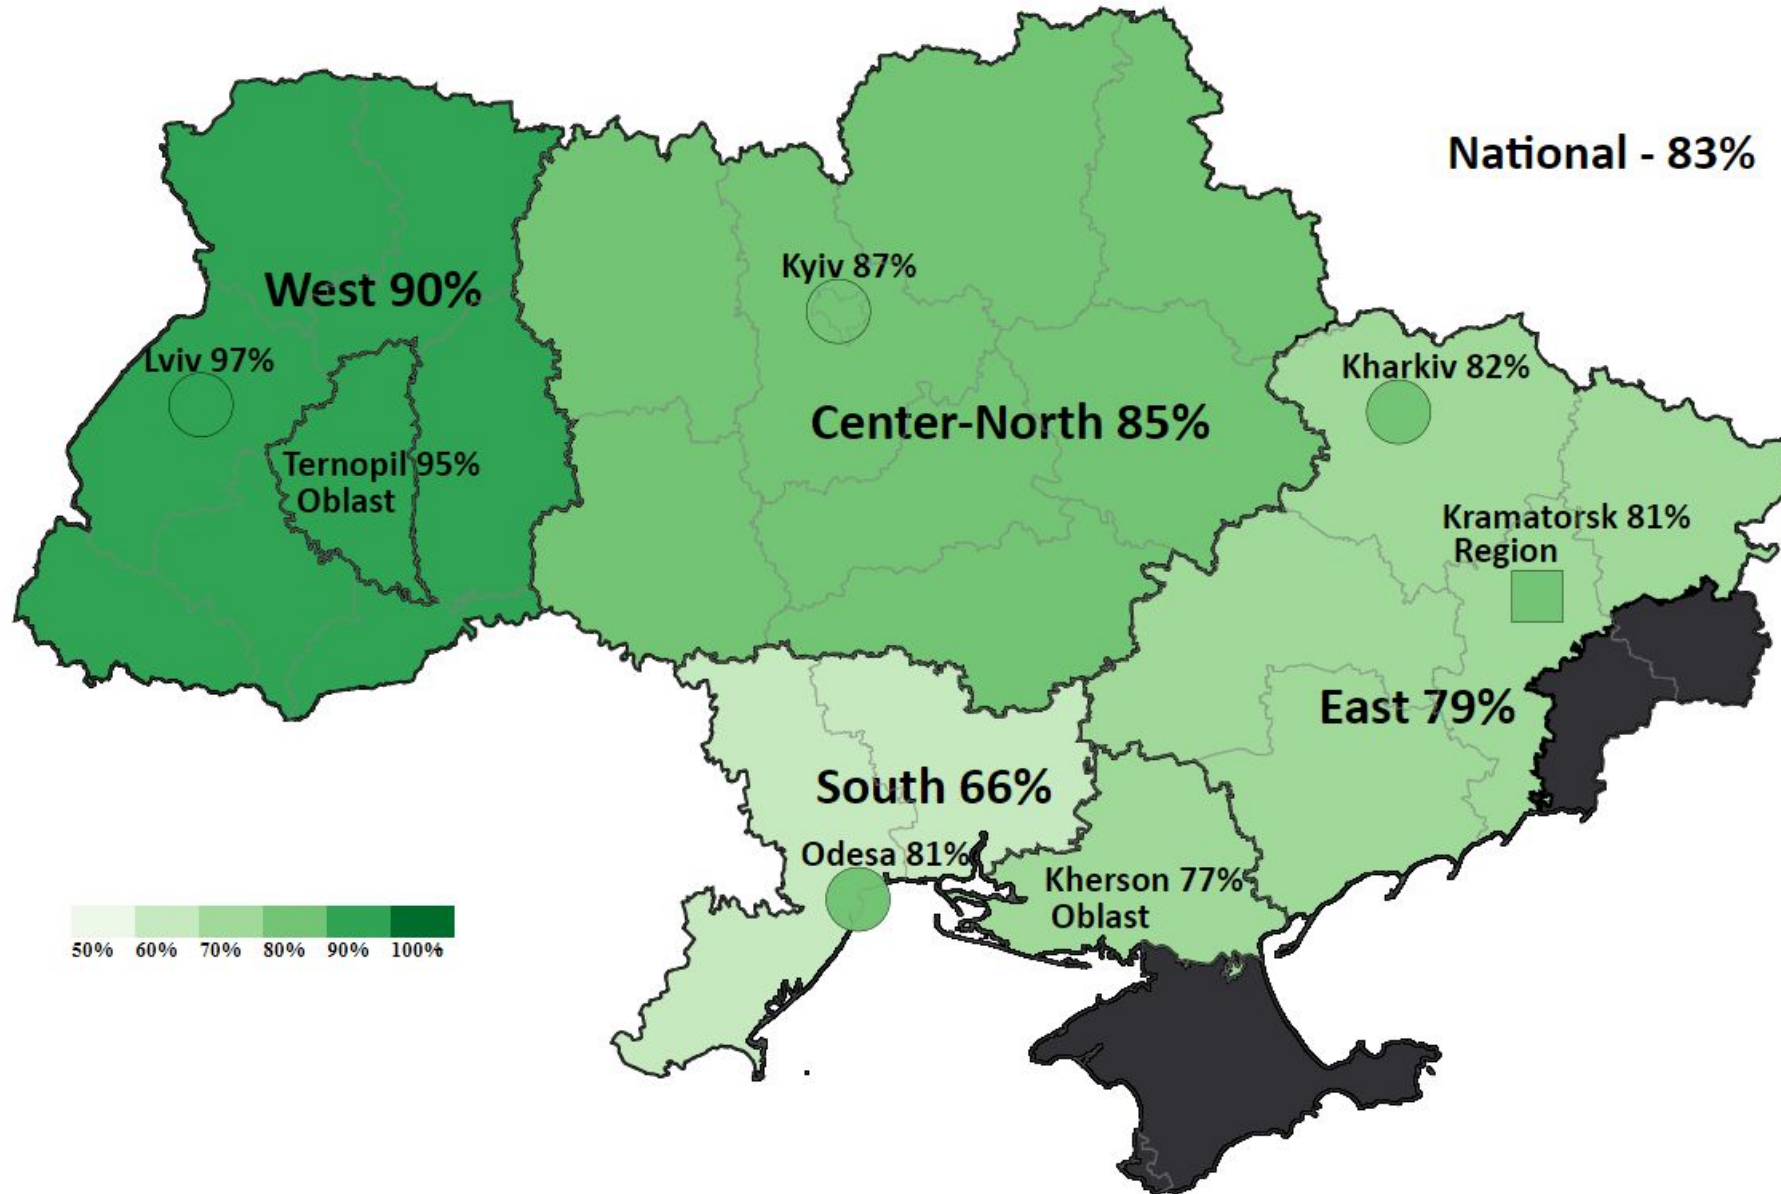 National - 83%
Kyiv 87%
West 90%
Lviv 97%
Kharkiv 82%
Center-North 85%
Ternopil 95%
Oblast
Kramatorsk 81%
Region
East 79%
South 66%
Odesa 81%
Kherson 77%
Oblast
50% 60% 70% 80% 90% 100%